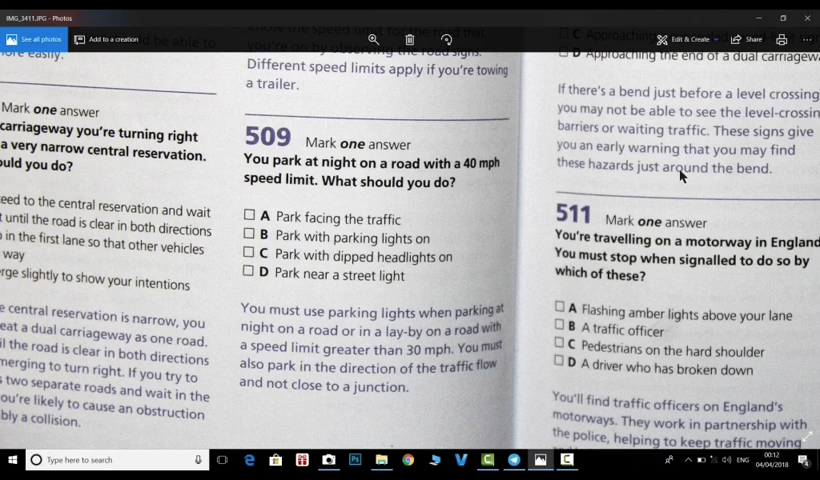 IMG_3411.JPG - Photos
See all photos
Add to a creation
Edit & Create
Share
more easily.
Mark one answer
carriageway you're turning right
a very narrow central reservation.
ould you do?
eed to the central reservation and wait
t until the road is clear in both directions
in the first lane so that other vehicles
way
erge slightly to show your intentions
e central reservation is narrow, you
eat a dual carriageway as one road.
il the road is clear in both directions
merging to turn right. If you try to
s two separate roads and wait in the
you're likely to cause an obstruction
bly a collision.
you're on by observing the road signs.
Different speed limits apply if you're towing
a trailer.
509 Mark one answer
You park at night on a road with a 40 mph
speed limit. What should you do?
A Park facing the traffic
B Park with parking lights on
C Park with dipped headlights on
D Park near a street light
You must use parking lights when parking at
night on a road or in a lay-by on a road with
a speed limit greater than 30 mph. You must
also park in the direction of the traffic flow
and not close to a junction.
C Approaching
D Approaching the end of a dual carriagewa
If there's a bend just before a level crossing
you may not be able to see the level-crossin
barriers or waiting traffic. These signs give
you an early warning that you may find
these hazards just around the bend.
511 Mark one answer
You're travelling on a motorway in England
You must stop when signalled to do so by
which of these?
A Flashing amber lights above your lane
B A traffic officer
C Pedestrians on the hard shoulder
D A driver who has broken down
You'll find traffic officers on England's
motorways. They work in partnership with
the police, helping to keep traffic moving
Type here to search
ENG
00:12
04/04/2018